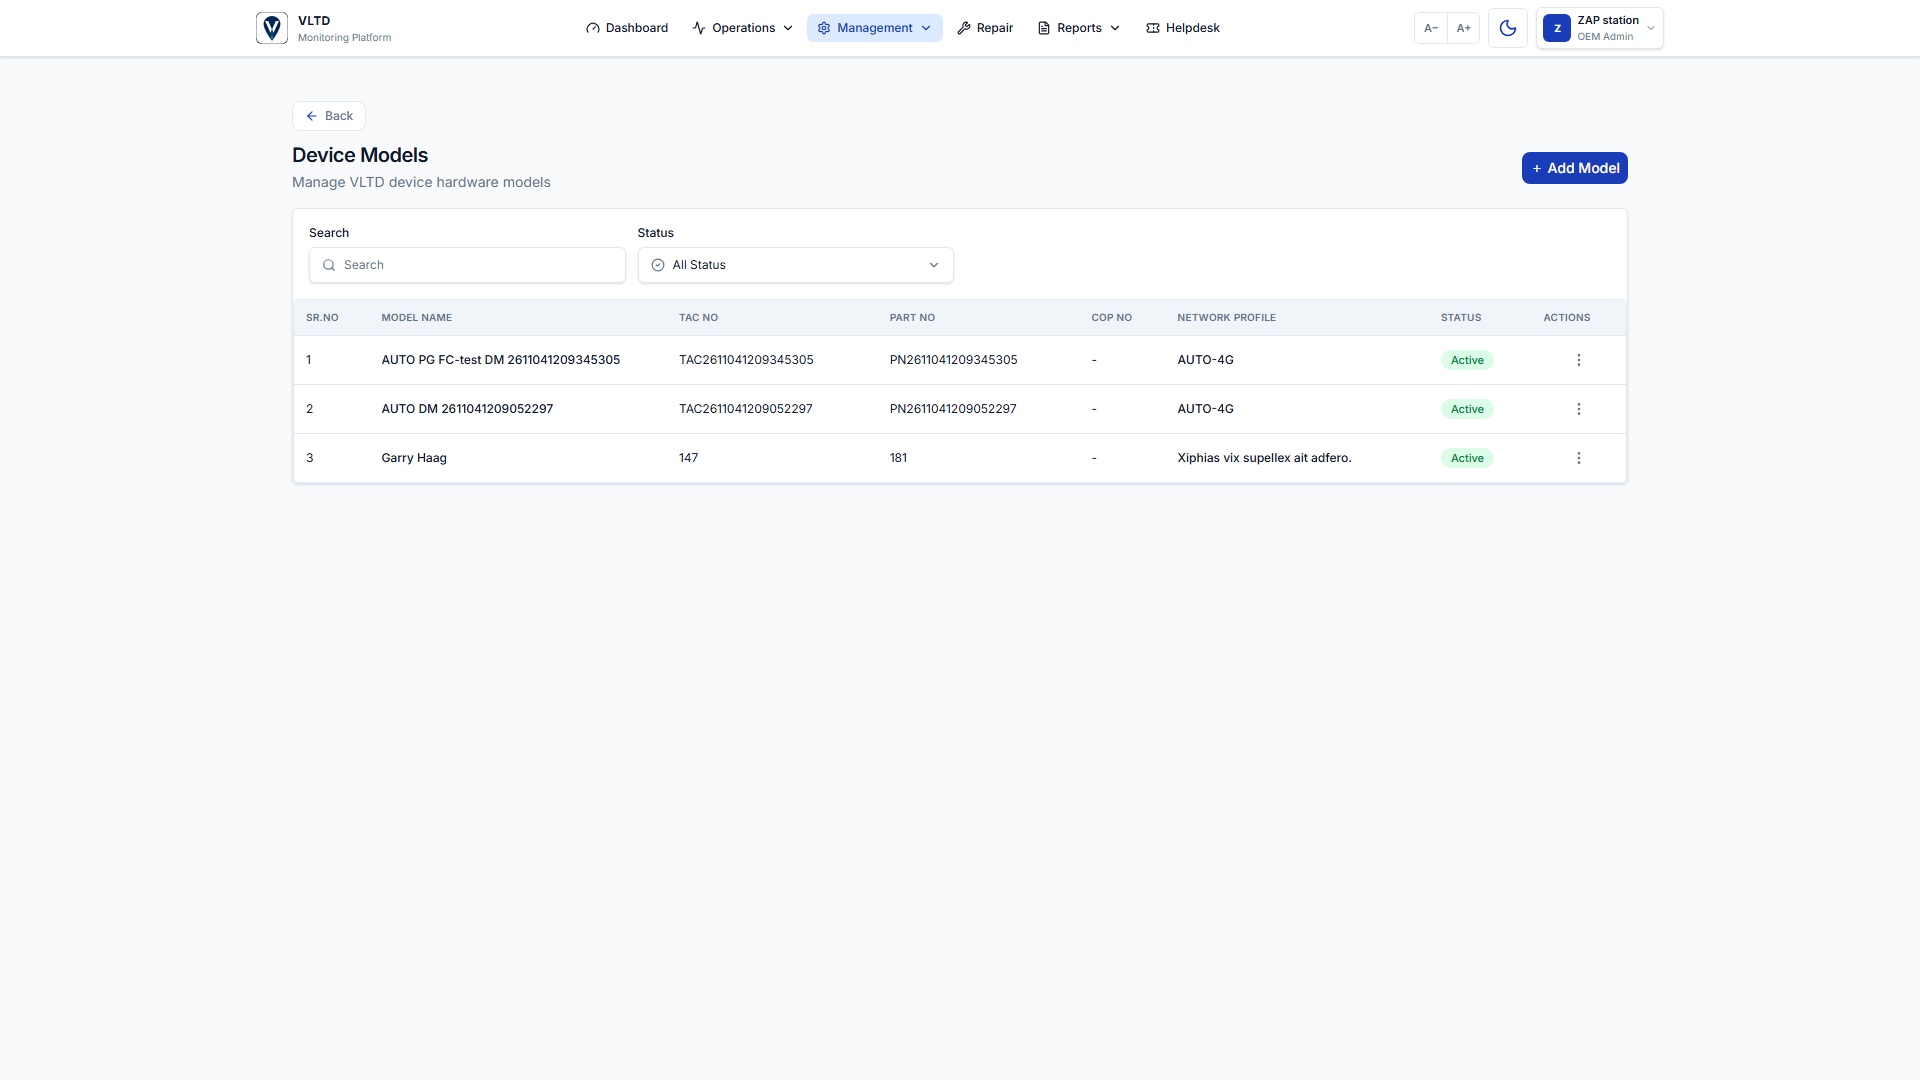 VLTD
Monitoring Platform
Dashboard
Operations
Management
Repair
Reports
Helpdesk
A−
A+
Z
ZAP station
OEM Admin
Back
Device Models
Manage VLTD device hardware models
+ Add Model
Search
Status
Search
All Status
SR.NO MODEL NAME TAC NO PART NO COP NO NETWORK PROFILE STATUS ACTIONS
1 AUTO PG FC-test DM 2611041209345305 TAC2611041209345305 PN2611041209345305 - AUTO-4G Active
2 AUTO DM 2611041209052297 TAC2611041209052297 PN2611041209052297 - AUTO-4G Active
3 Garry Haag 147 181 - Xiphias vix supellex ait adfero. Active